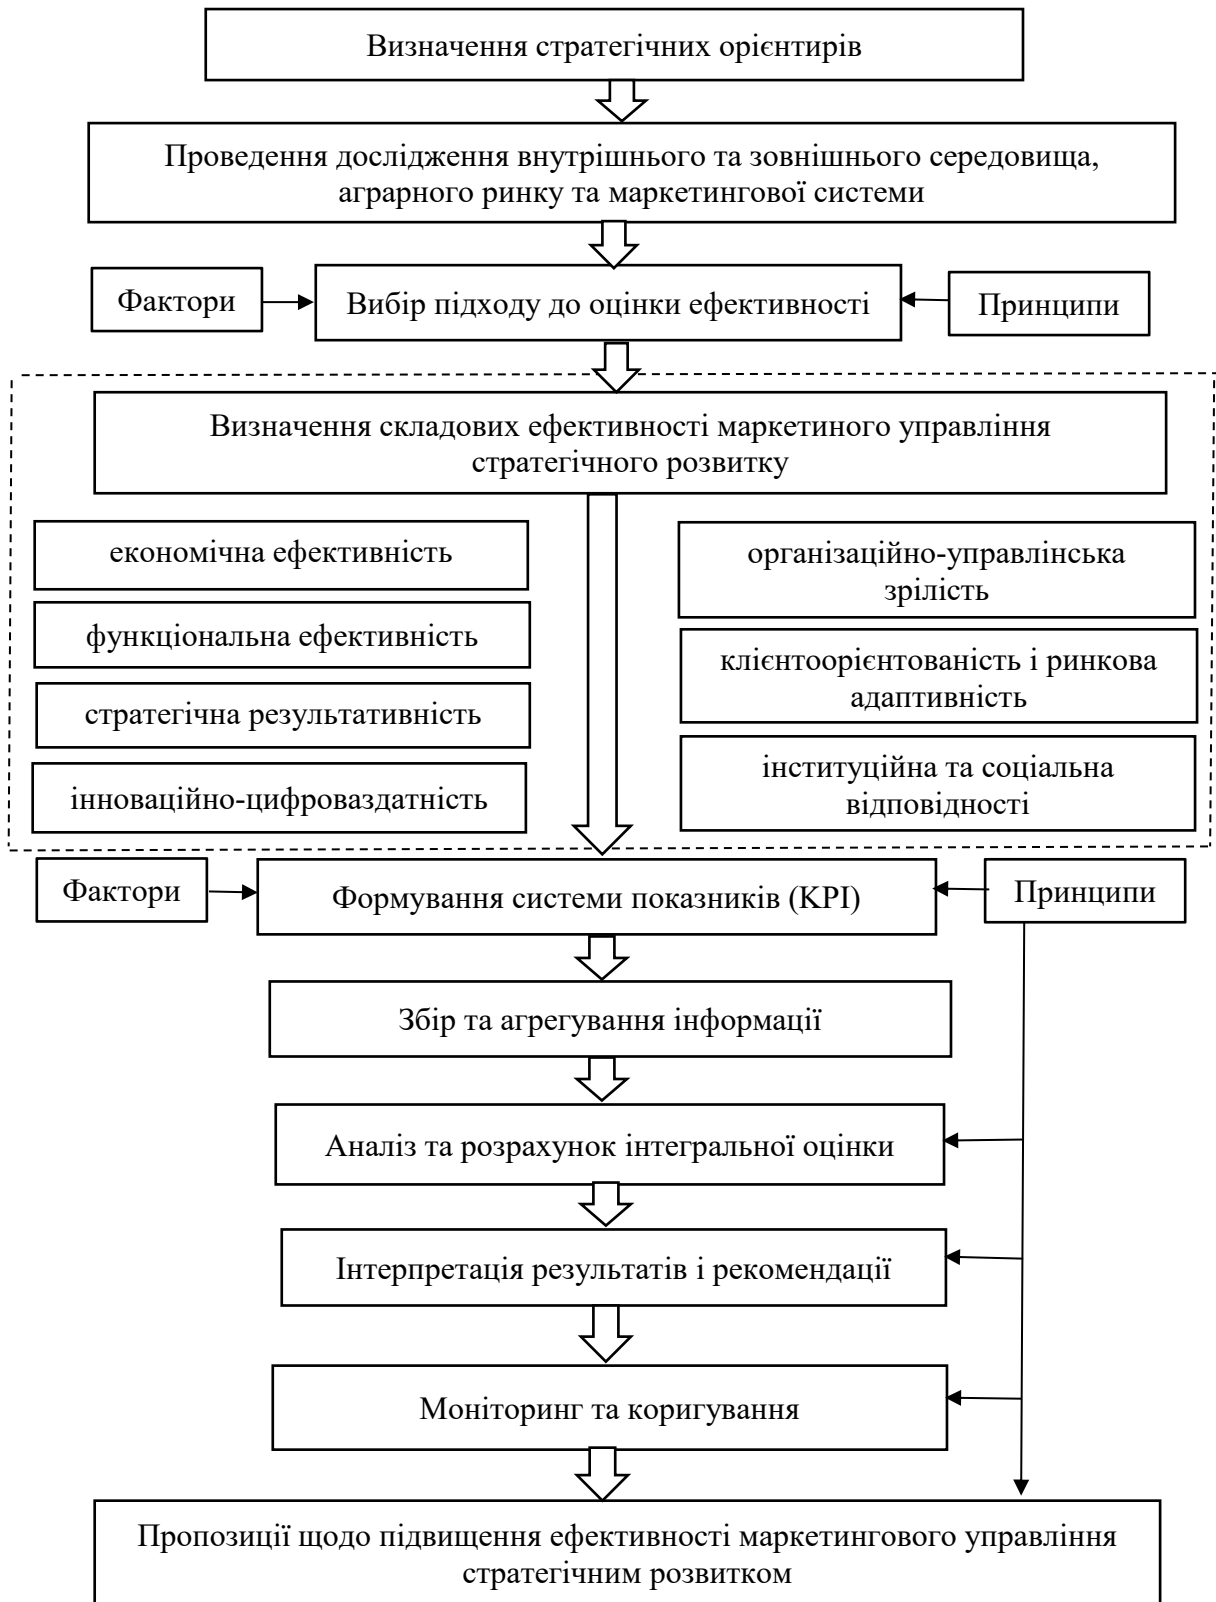 Визначення стратегічних орієнтирів
Проведення дослідження внутрішнього та зовнішнього середовища,
аграрного ринку та маркетингової системи
Фактори
Вибір підходу до оцінки ефективності
Принципи
Визначення складових ефективності маркетиного управління
стратегічного розвитку
економічна ефективність
функціональна ефективність
стратегічна результативність
інноваційно-цифроваздатність
організаційно-управлінська
зрілість
клієнтоорієнтованість і ринкова
адаптивність
інституційна та соціальна
відповідності
Фактори
Формування системи показників (KPI)
Принципи
Збір та агрегування інформації
Аналіз та розрахунок інтегральної оцінки
Інтерпретація результатів і рекомендації
Моніторинг та коригування
Пропозиції щодо підвищення ефективності маркетингового управління
стратегічним розвитком